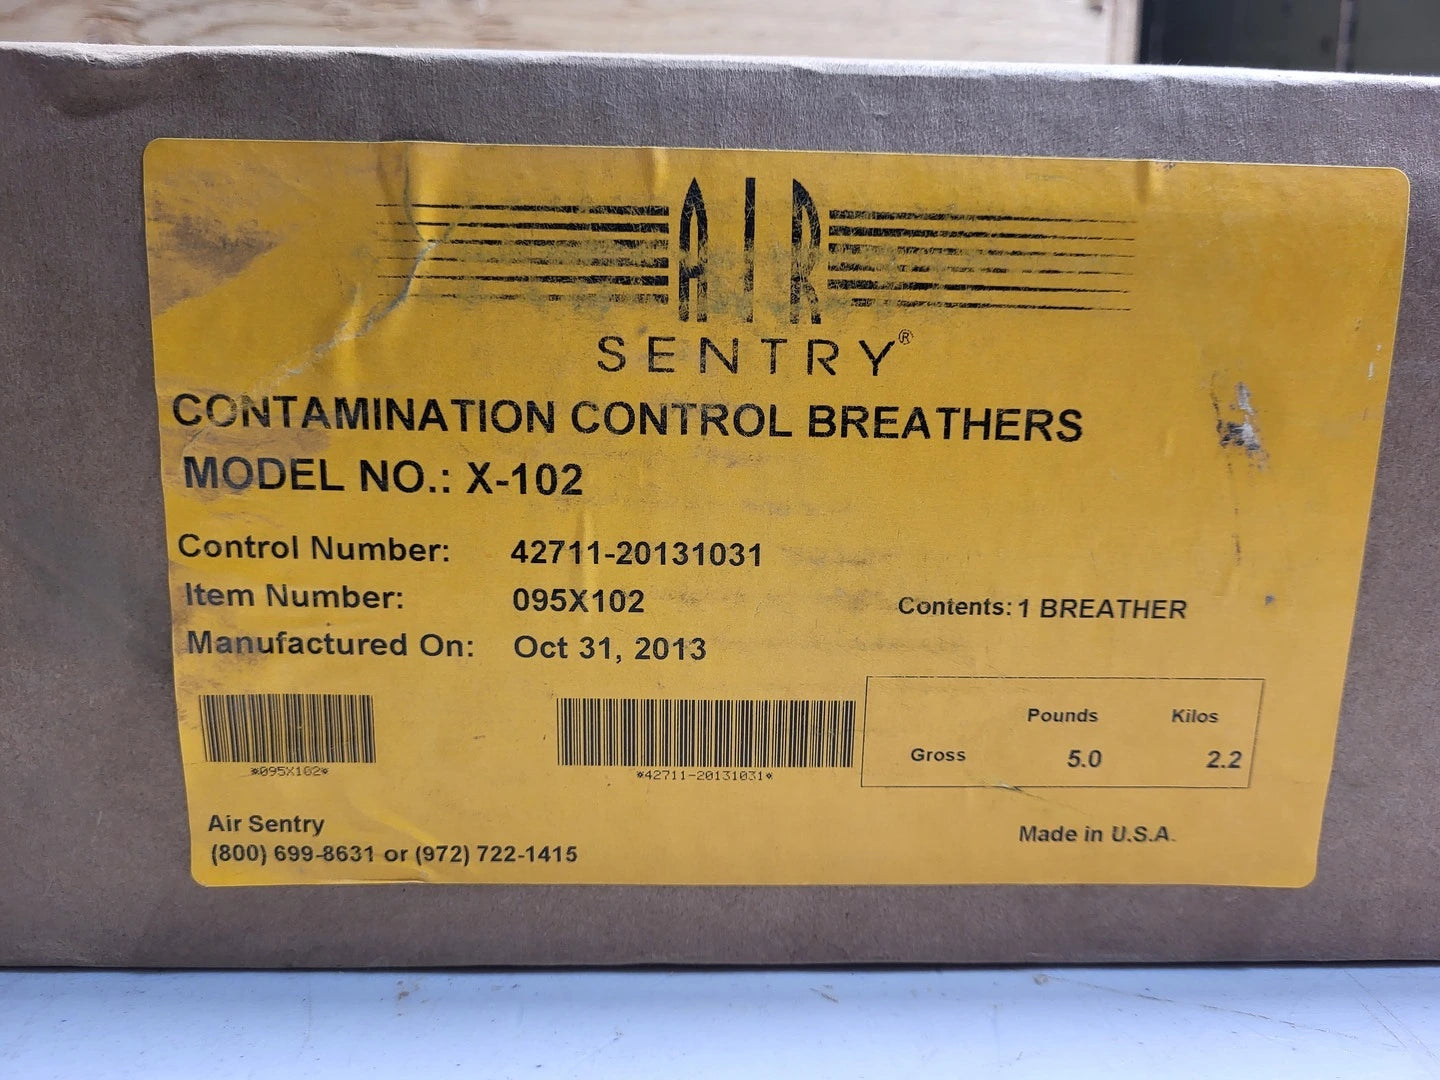 AIR
SENTRY®
CONTAMINATION CONTROL BREATHERS
MODEL NO.: X-102
Control Number: 42711-20131031
Item Number: 095X102
Contents: 1 BREATHER
Manufactured On: Oct 31, 2013
Pounds Kilos
Gross 5.0 2.2
*095X102*
*42711-20131031*
Air Sentry
(800) 699-8631 or (972) 722-1415
Made in U.S.A.